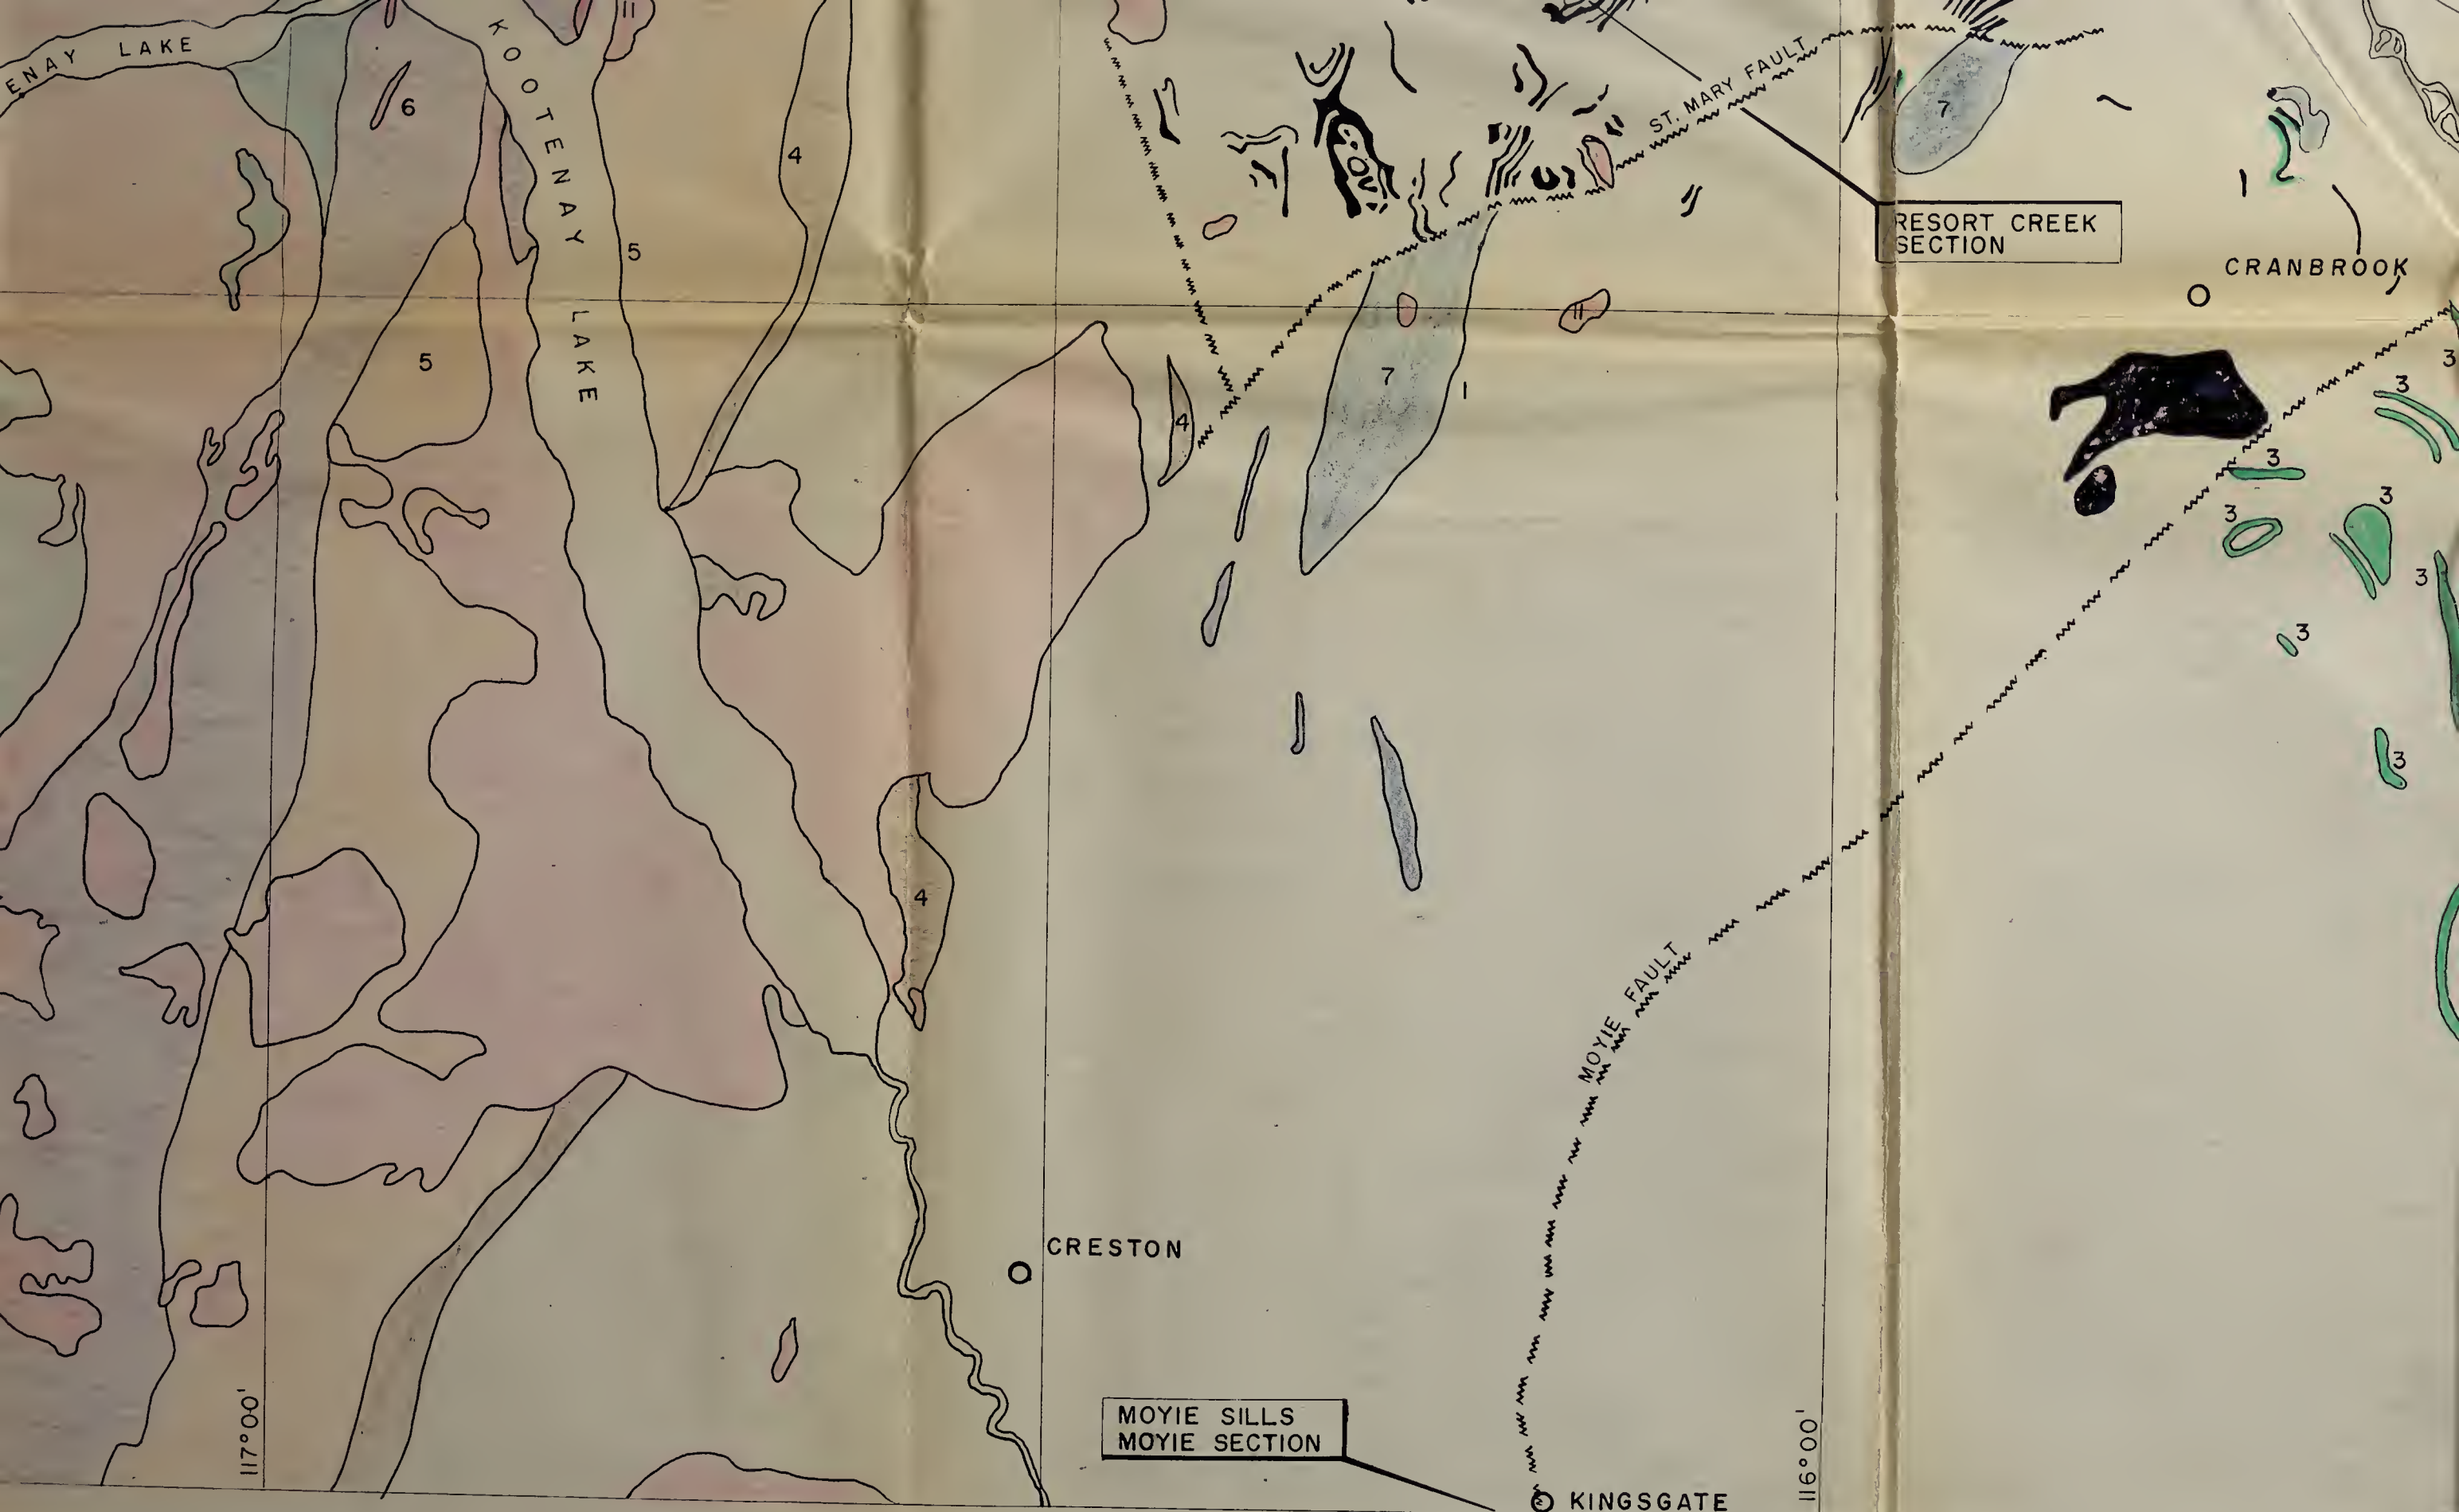 ENAY LAKE
KOOTENAY LAKE
11
6
4
5
5
ST. MARY FAULT
7
RESORT CREEK
SECTION
CRANBROOK
11
7
1
4
3
3
3
3
3
3
3
3
4
MOYIE FAULT
CRESTON
MOYIE SILLS
MOYIE SECTION
KINGSGATE
117°00'
116°00'